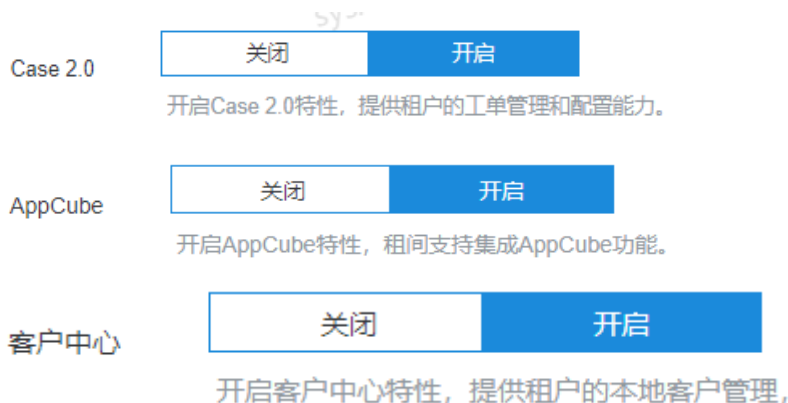 关闭 开启
Case 2.0
开启Case 2.0特性，提供租户的工单管理和配置能力。
关闭 开启
AppCube
开启AppCube特性，租间支持集成AppCube功能。
关闭 开启
客户中心
开启客户中心特性，提供租户的本地客户管理，